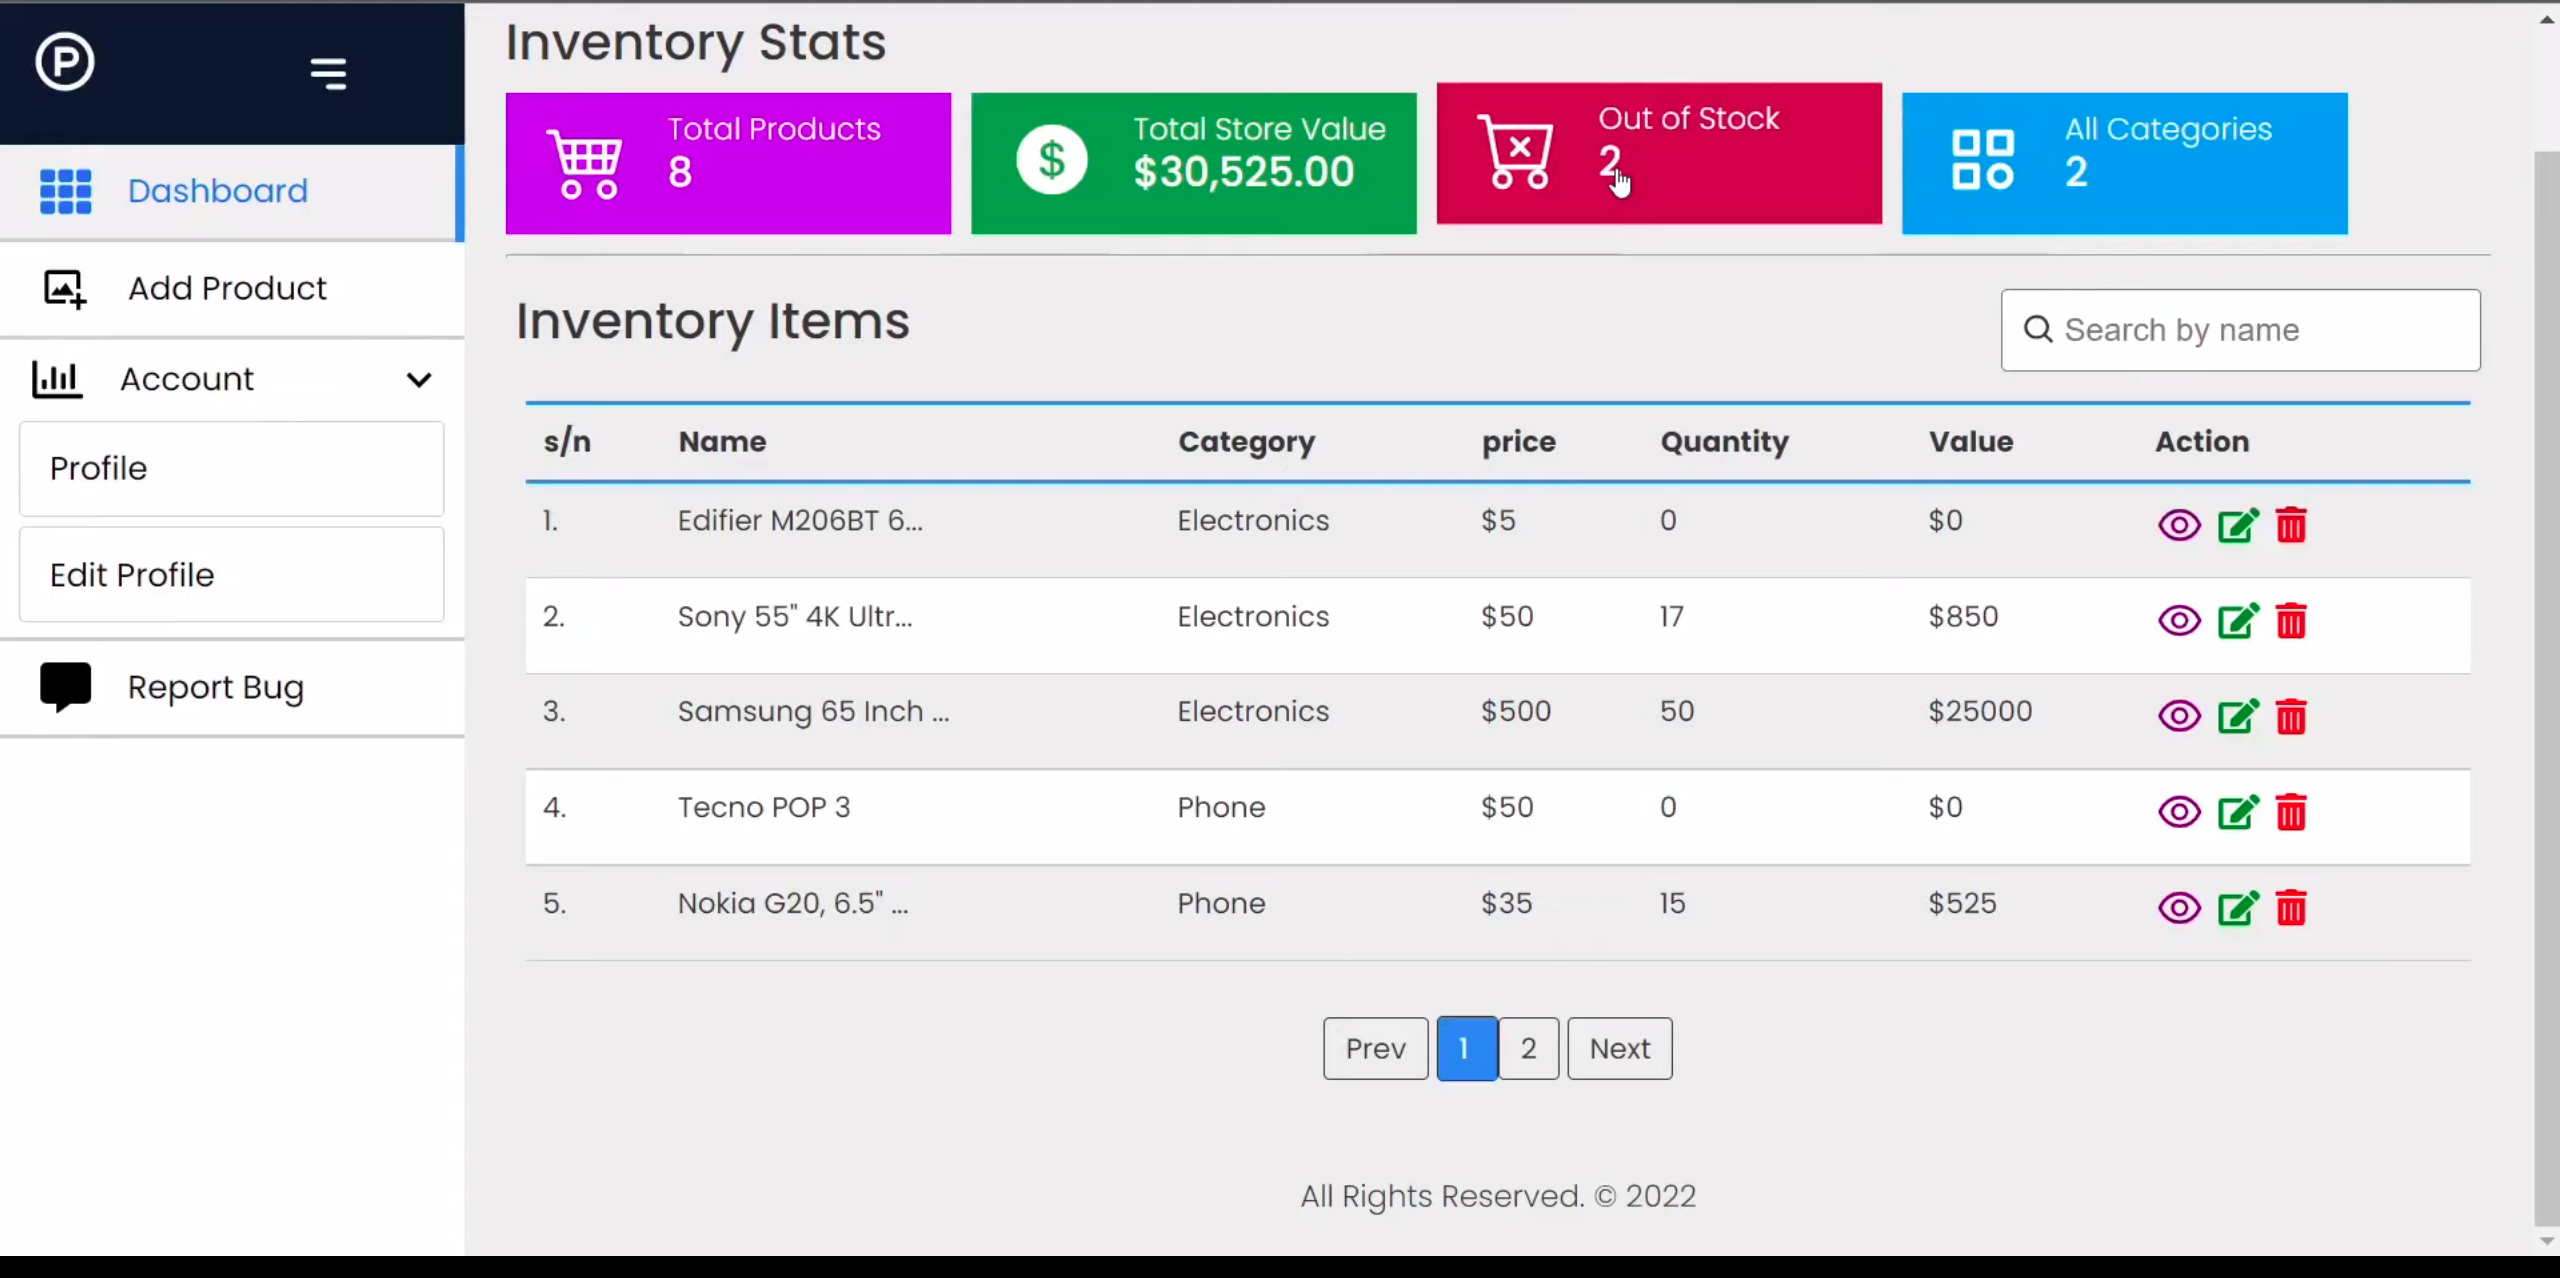 P
Inventory Stats
Total Products
8
Total Store Value
$30,525.00
Out of Stock
2
All Categories
2
Dashboard
Add Product
Account
Profile
Edit Profile
Report Bug
Inventory Items
Search by name
s/n Name Category price Quantity Value Action
1. Edifier M206BT 6... Electronics $5 0 $0
2. Sony 55" 4K Ultr... Electronics $50 17 $850
3. Samsung 65 Inch ... Electronics $500 50 $25000
4. Tecno POP 3 Phone $50 0 $0
5. Nokia G20, 6.5" ... Phone $35 15 $525
Prev 1 2 Next
All Rights Reserved. © 2022